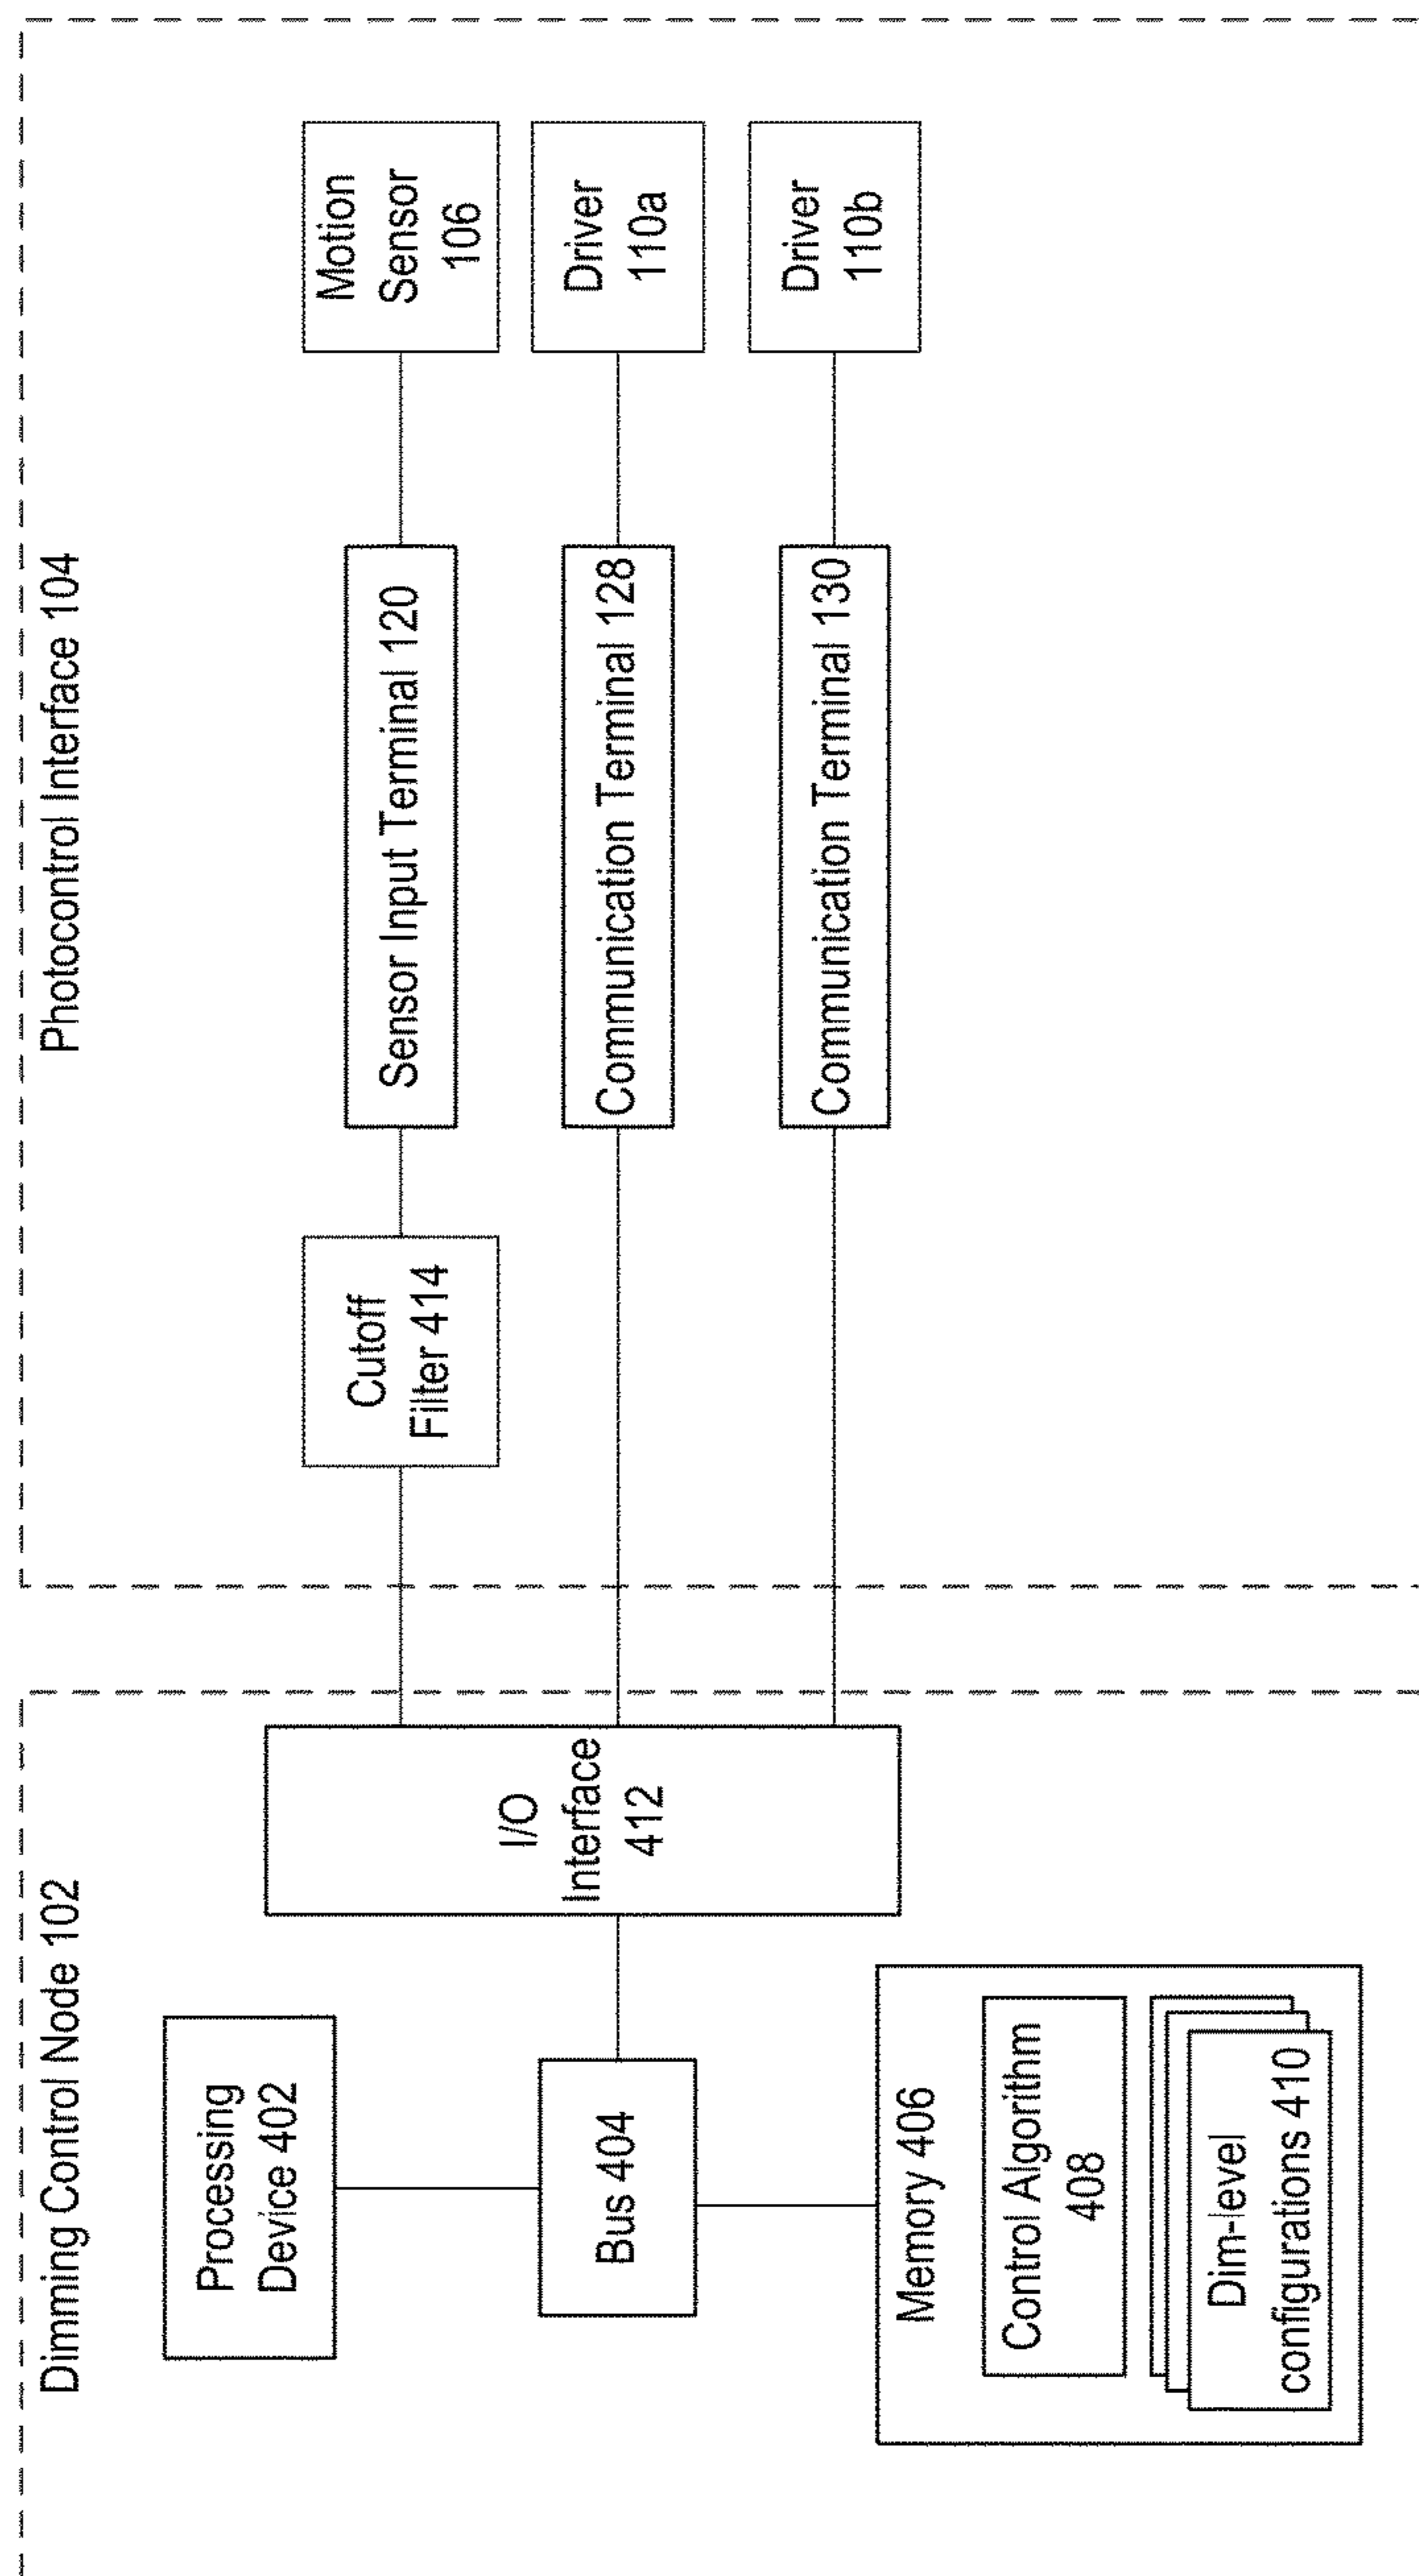 Dimming Control Node 102
Processing
Device 402
Bus 404
Memory 406
Control Algorithm
408
Dim-level
configurations 410
I/O
Interface
412
Photocontrol Interface 104
Cutoff
Filter 414
Sensor Input Terminal 120
Communication Terminal 128
Communication Terminal 130
Motion
Sensor
106
Driver
110a
Driver
110b